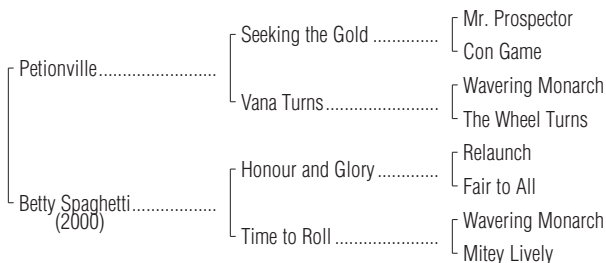 Mr. Prospector
Seeking the Gold ..............
Con Game
Petionville.........................
Wavering Monarch
Vana Turns........................
The Wheel Turns
Relaunch
Honour and Glory .............
Fair to All
Betty Spaghetti..................
(2000)
Wavering Monarch
Time to Roll ......................
Mitey Lively